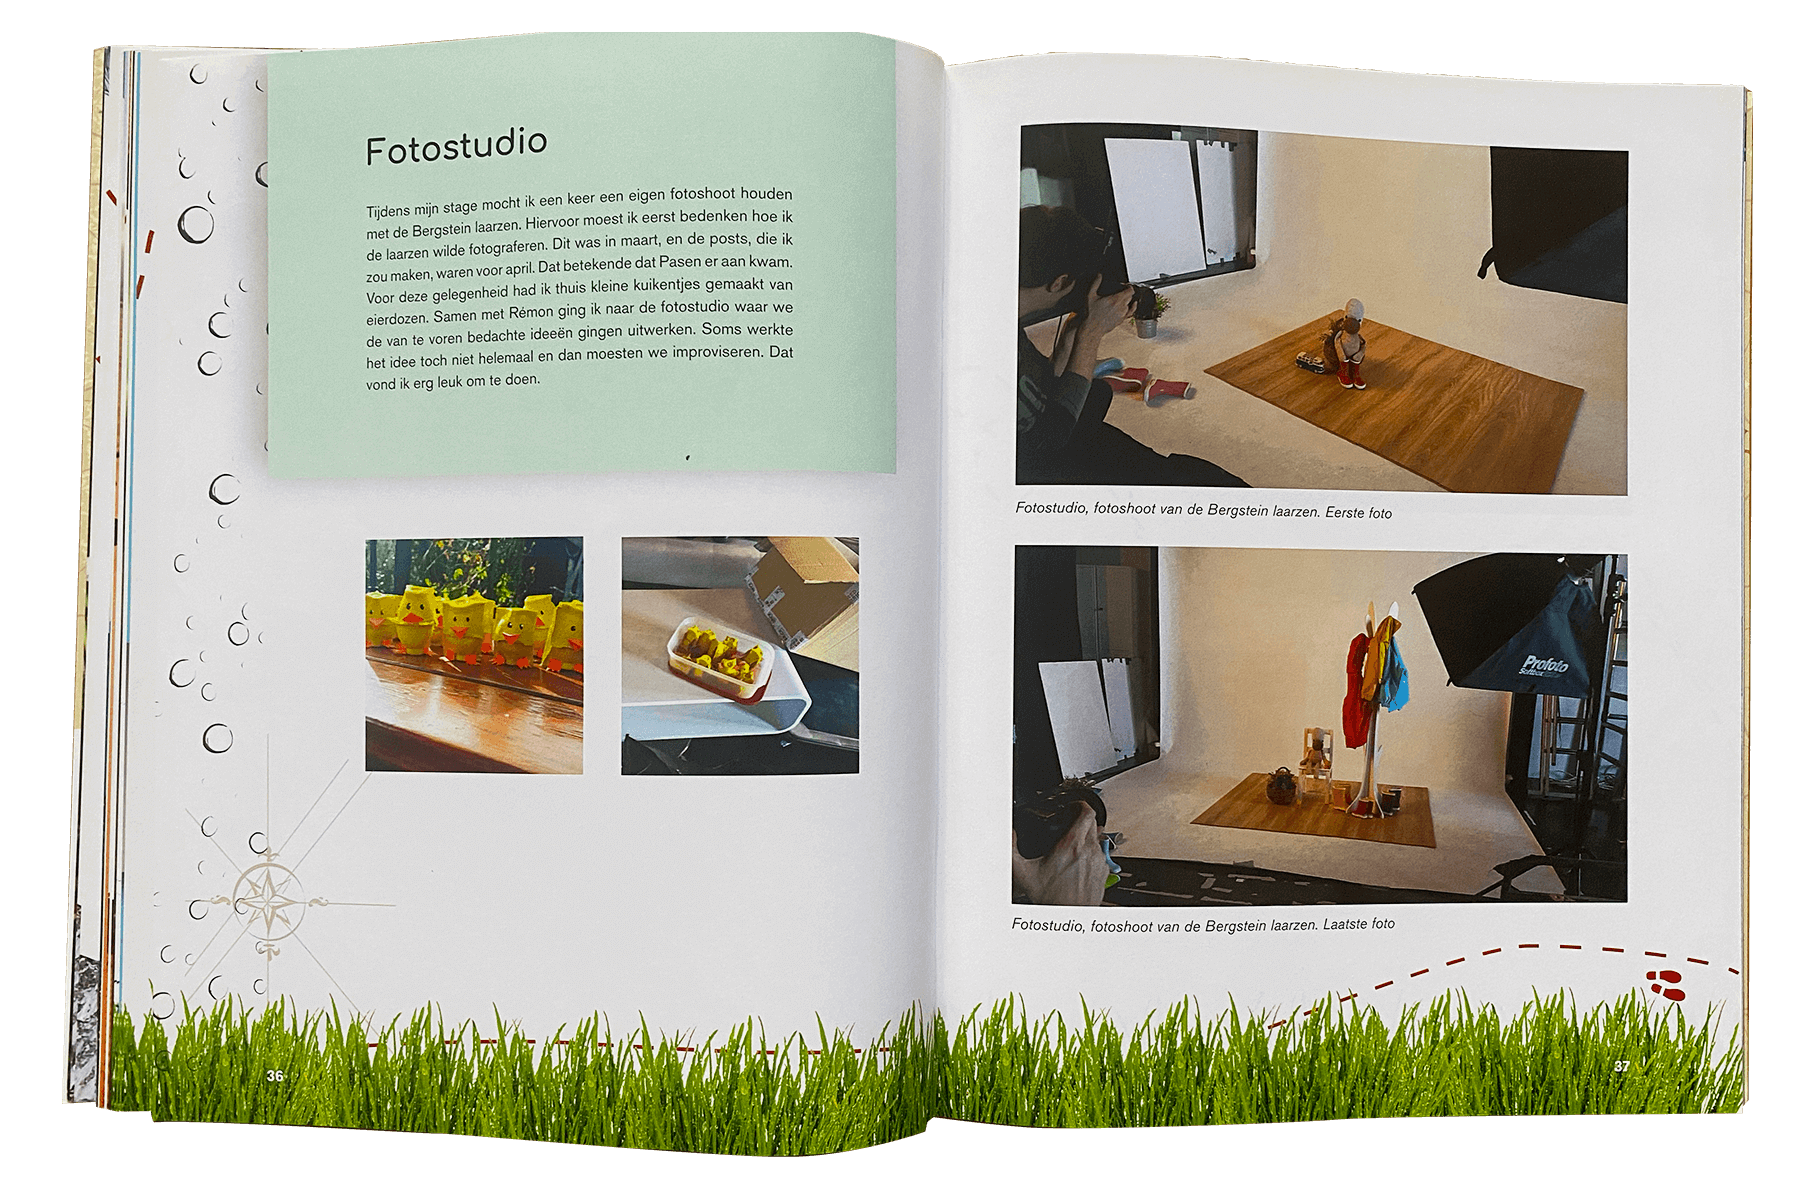 Fotostudio
Tijdens mijn stage mocht ik een keer een eigen fotoshoot houden
met de Bergstein laarzen. Hiervoor moest ik eerst bedenken hoe ik
de laarzen wilde fotograferen. Dit was in maart, en de posts, die ik
zou maken, waren voor april. Dat betekende dat Pasen er aan kwam.
Voor deze gelegenheid had ik thuis kleine kuikentjes gemaakt van
eierdozen. Samen met Rémon ging ik naar de fotostudio waar we
de van te voren bedachte ideeën gingen uitwerken. Soms werkte
het idee toch niet helemaal en dan moesten we improviseren. Dat
vond ik erg leuk om te doen.
36
Fotostudio, fotoshoot van de Bergstein laarzen. Eerste foto
Profoto
Softbox
Fotostudio, fotoshoot van de Bergstein laarzen. Laatste foto
37